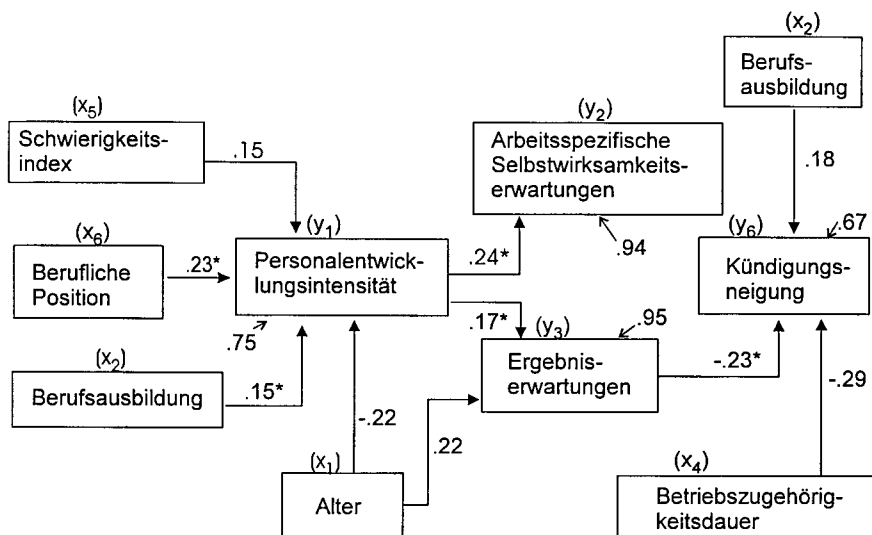 (x2)
Berufs-
ausbildung
(x5)
Schwierigkeits-
index
.15
(y2)
Arbeitsspezifische
Selbstwirksamkeits-
erwartungen
.18
(x6)
Berufliche
Position
.23*
(y1)
Personalentwick-
lungsintensität
.24*
.94
(y6)
.67
Kündigungs-
neigung
.75
.17*
(y3)
.95
Ergebnis-
erwartungen
-.23*
(x2)
Berufsausbildung
.15*
-.22
.22
-.29
(x1)
Alter
(x4)
Betriebszugehörig-
keitsdauer